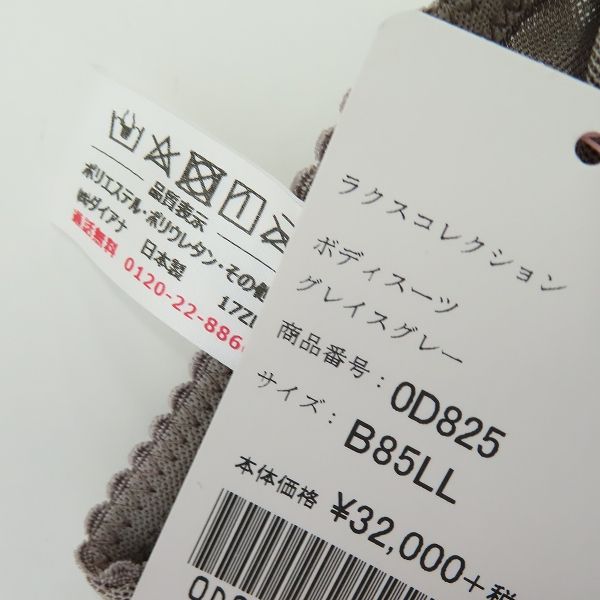 品質表示
ポリエステル・ポリウレタン・その他
㈱ダイアナ 日本製 17Z
通話無料 0120-22-886
ラクスコレクション
ボディスーツ
グレイスグレー
商品番号: 0D825
サイズ: B85LL
本体価格 ¥32,000+税
0D8